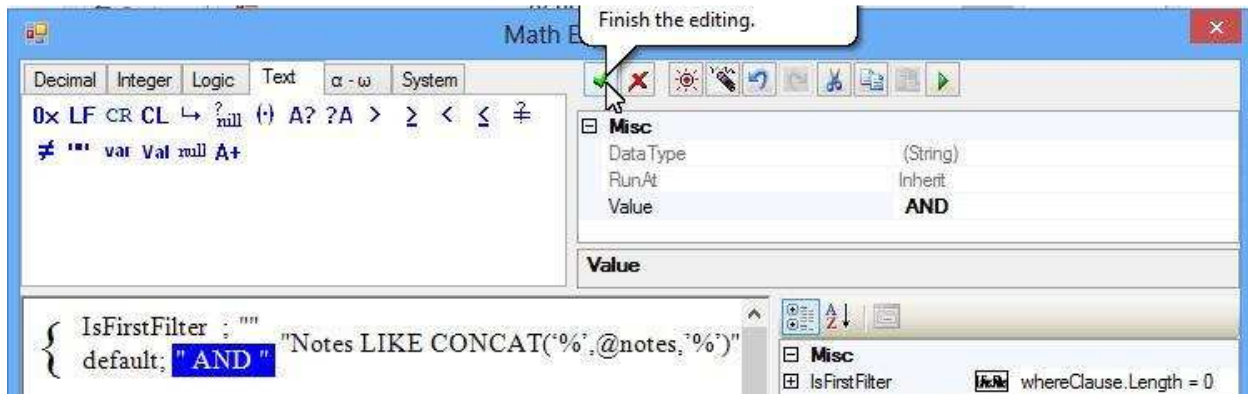 Finish the editing.
Math E
Decimal Integer Logic Text α - ω System
0x LF CR CL ↳ ?null (·) A? ?A > ≥ < ≤ ≟
≠ "" var Val null A+
Misc
DataType (String)
RunAt Inherit
Value AND
Value
{ IsFirstFilter ; ""
default; " AND " "Notes LIKE CONCAT('%',@notes,'%')"
Misc
IsFirstFilter whereClause.Length = 0